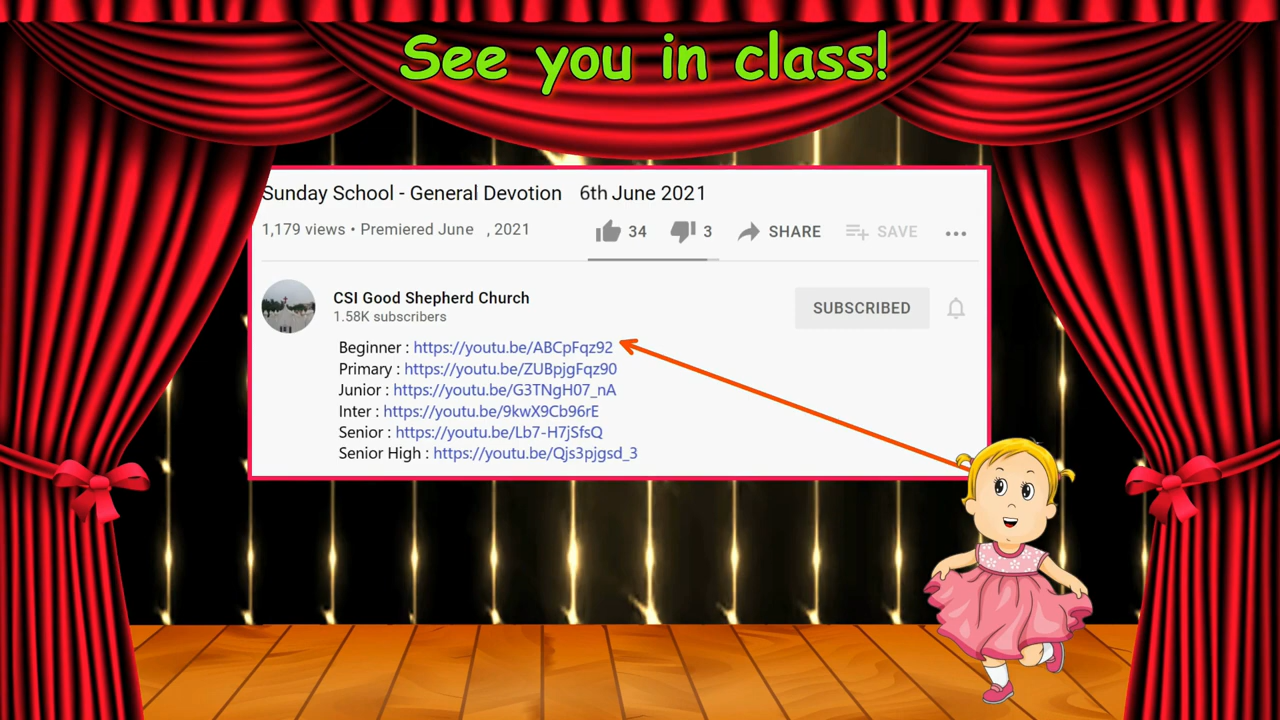 See you in class!
Sunday School - General Devotion 6th June 2021
1,179 views • Premiered June , 2021
34
3
SHARE
SAVE
CSI Good Shepherd Church
1.58K subscribers
SUBSCRIBED
Beginner : https://youtu.be/ABCpFqz92
Primary : https://youtu.be/ZUBpjgFqz90
Junior : https://youtu.be/G3TNgH07_nA
Inter : https://youtu.be/9kwX9Cb96rE
Senior : https://youtu.be/Lb7-H7jSfsQ
Senior High : https://youtu.be/Qjs3pjgsd_3